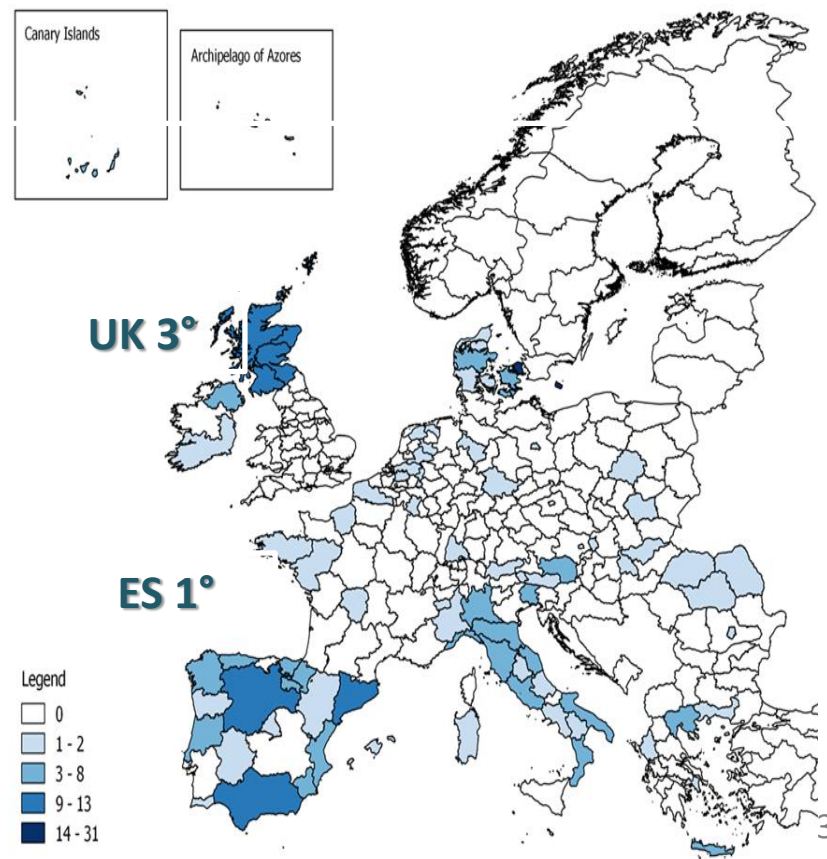 Canary Islands
Archipelago of Azores
UK 3°
ES 1°
Legend
0
1 - 2
3 - 8
9 - 13
14 - 31
3